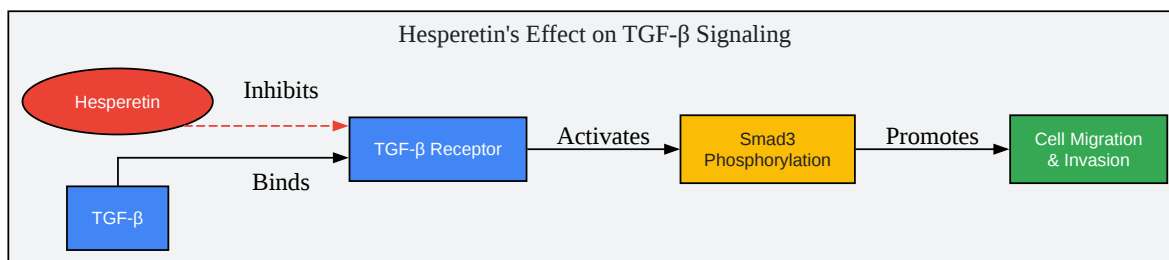 Hesperetin's Effect on TGF-β Signaling
Hesperetin
Inhibits
TGF-β Receptor
Activates
Smad3
Phosphorylation
Promotes
Cell Migration
& Invasion
Binds
TGF-β